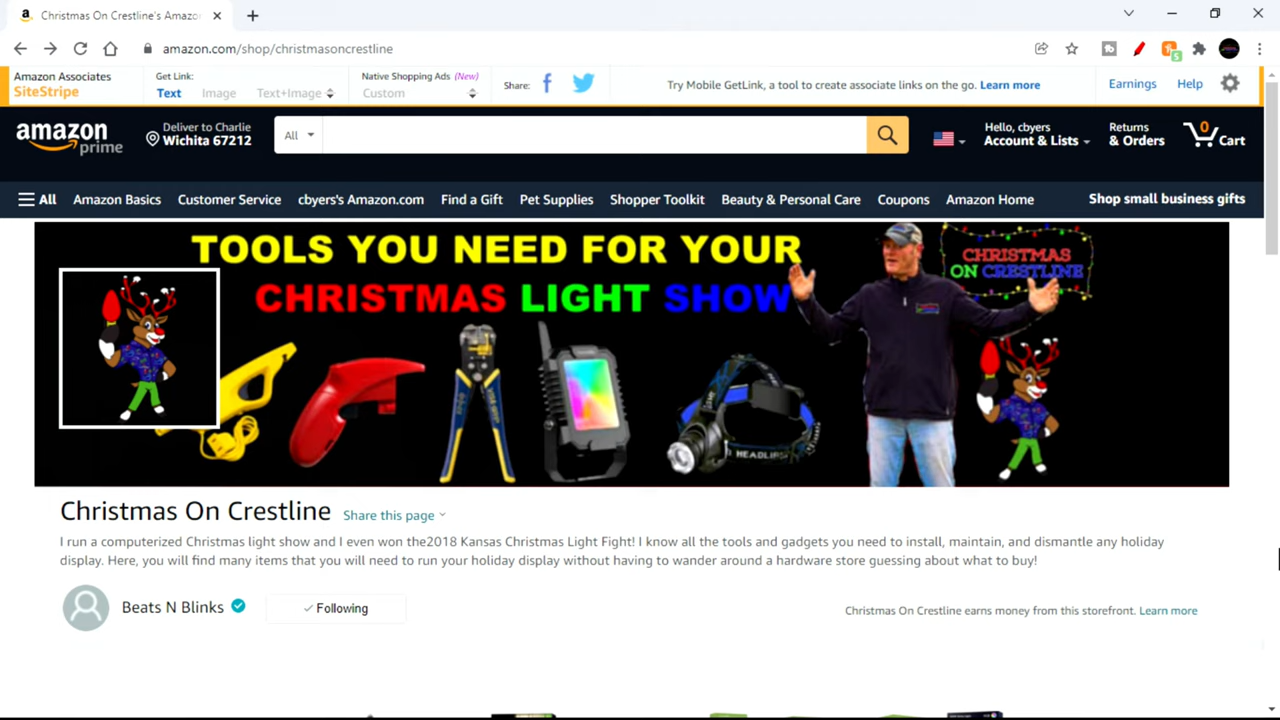 Christmas On Crestline's Amazo
amazon.com/shop/christmasoncrestline
Amazon Associates
SiteStripe
Get Link:
Text Image Text+Image
Native Shopping Ads (New)
Custom
Share:
Try Mobile GetLink, a tool to create associate links on the go. Learn more
Earnings Help
amazon
prime
Deliver to Charlie
Wichita 67212
All
Hello, cbyers
Account & Lists
Returns
& Orders
0
Cart
All Amazon Basics Customer Service cbyers's Amazon.com Find a Gift Pet Supplies Shopper Toolkit Beauty & Personal Care Coupons Amazon Home Shop small business gifts
TOOLS YOU NEED FOR YOUR
CHRISTMAS LIGHT SHOW
CHRISTMAS
ON CRESTLINE
HEADLIPS
Christmas On Crestline Share this page
I run a computerized Christmas light show and I even won the2018 Kansas Christmas Light Fight! I know all the tools and gadgets you need to install, maintain, and dismantle any holiday
display. Here, you will find many items that you will need to run your holiday display without having to wander around a hardware store guessing about what to buy!
Beats N Blinks Following
Christmas On Crestline earns money from this storefront. Learn more